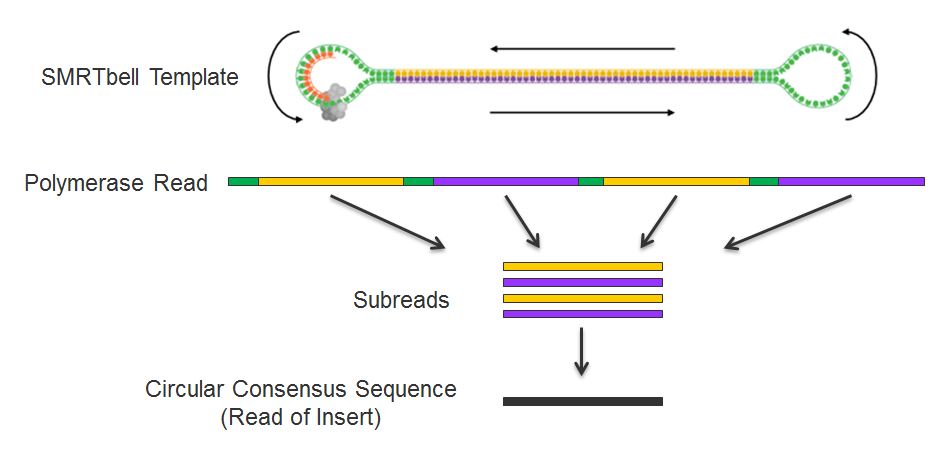 SMRTbell Template
Polymerase Read
Subreads
Circular Consensus Sequence
(Read of Insert)